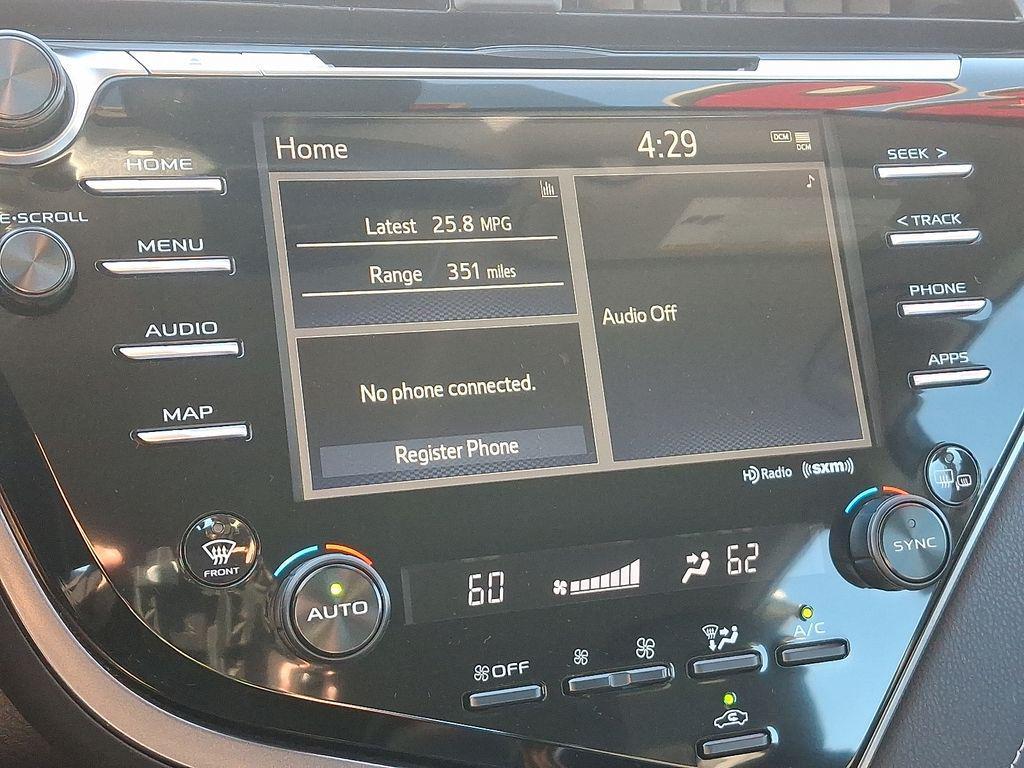 Home 4:29 DCM DCM
HOME
SEEK >
E•SCROLL
< TRACK
Latest 25.8 MPG
MENU
Range 351 miles
PHONE
Audio Off
AUDIO
APPS
No phone connected.
MAP
Register Phone
HD Radio ((sxm))
FRONT
AUTO
60
62
SYNC
A/C
OFF